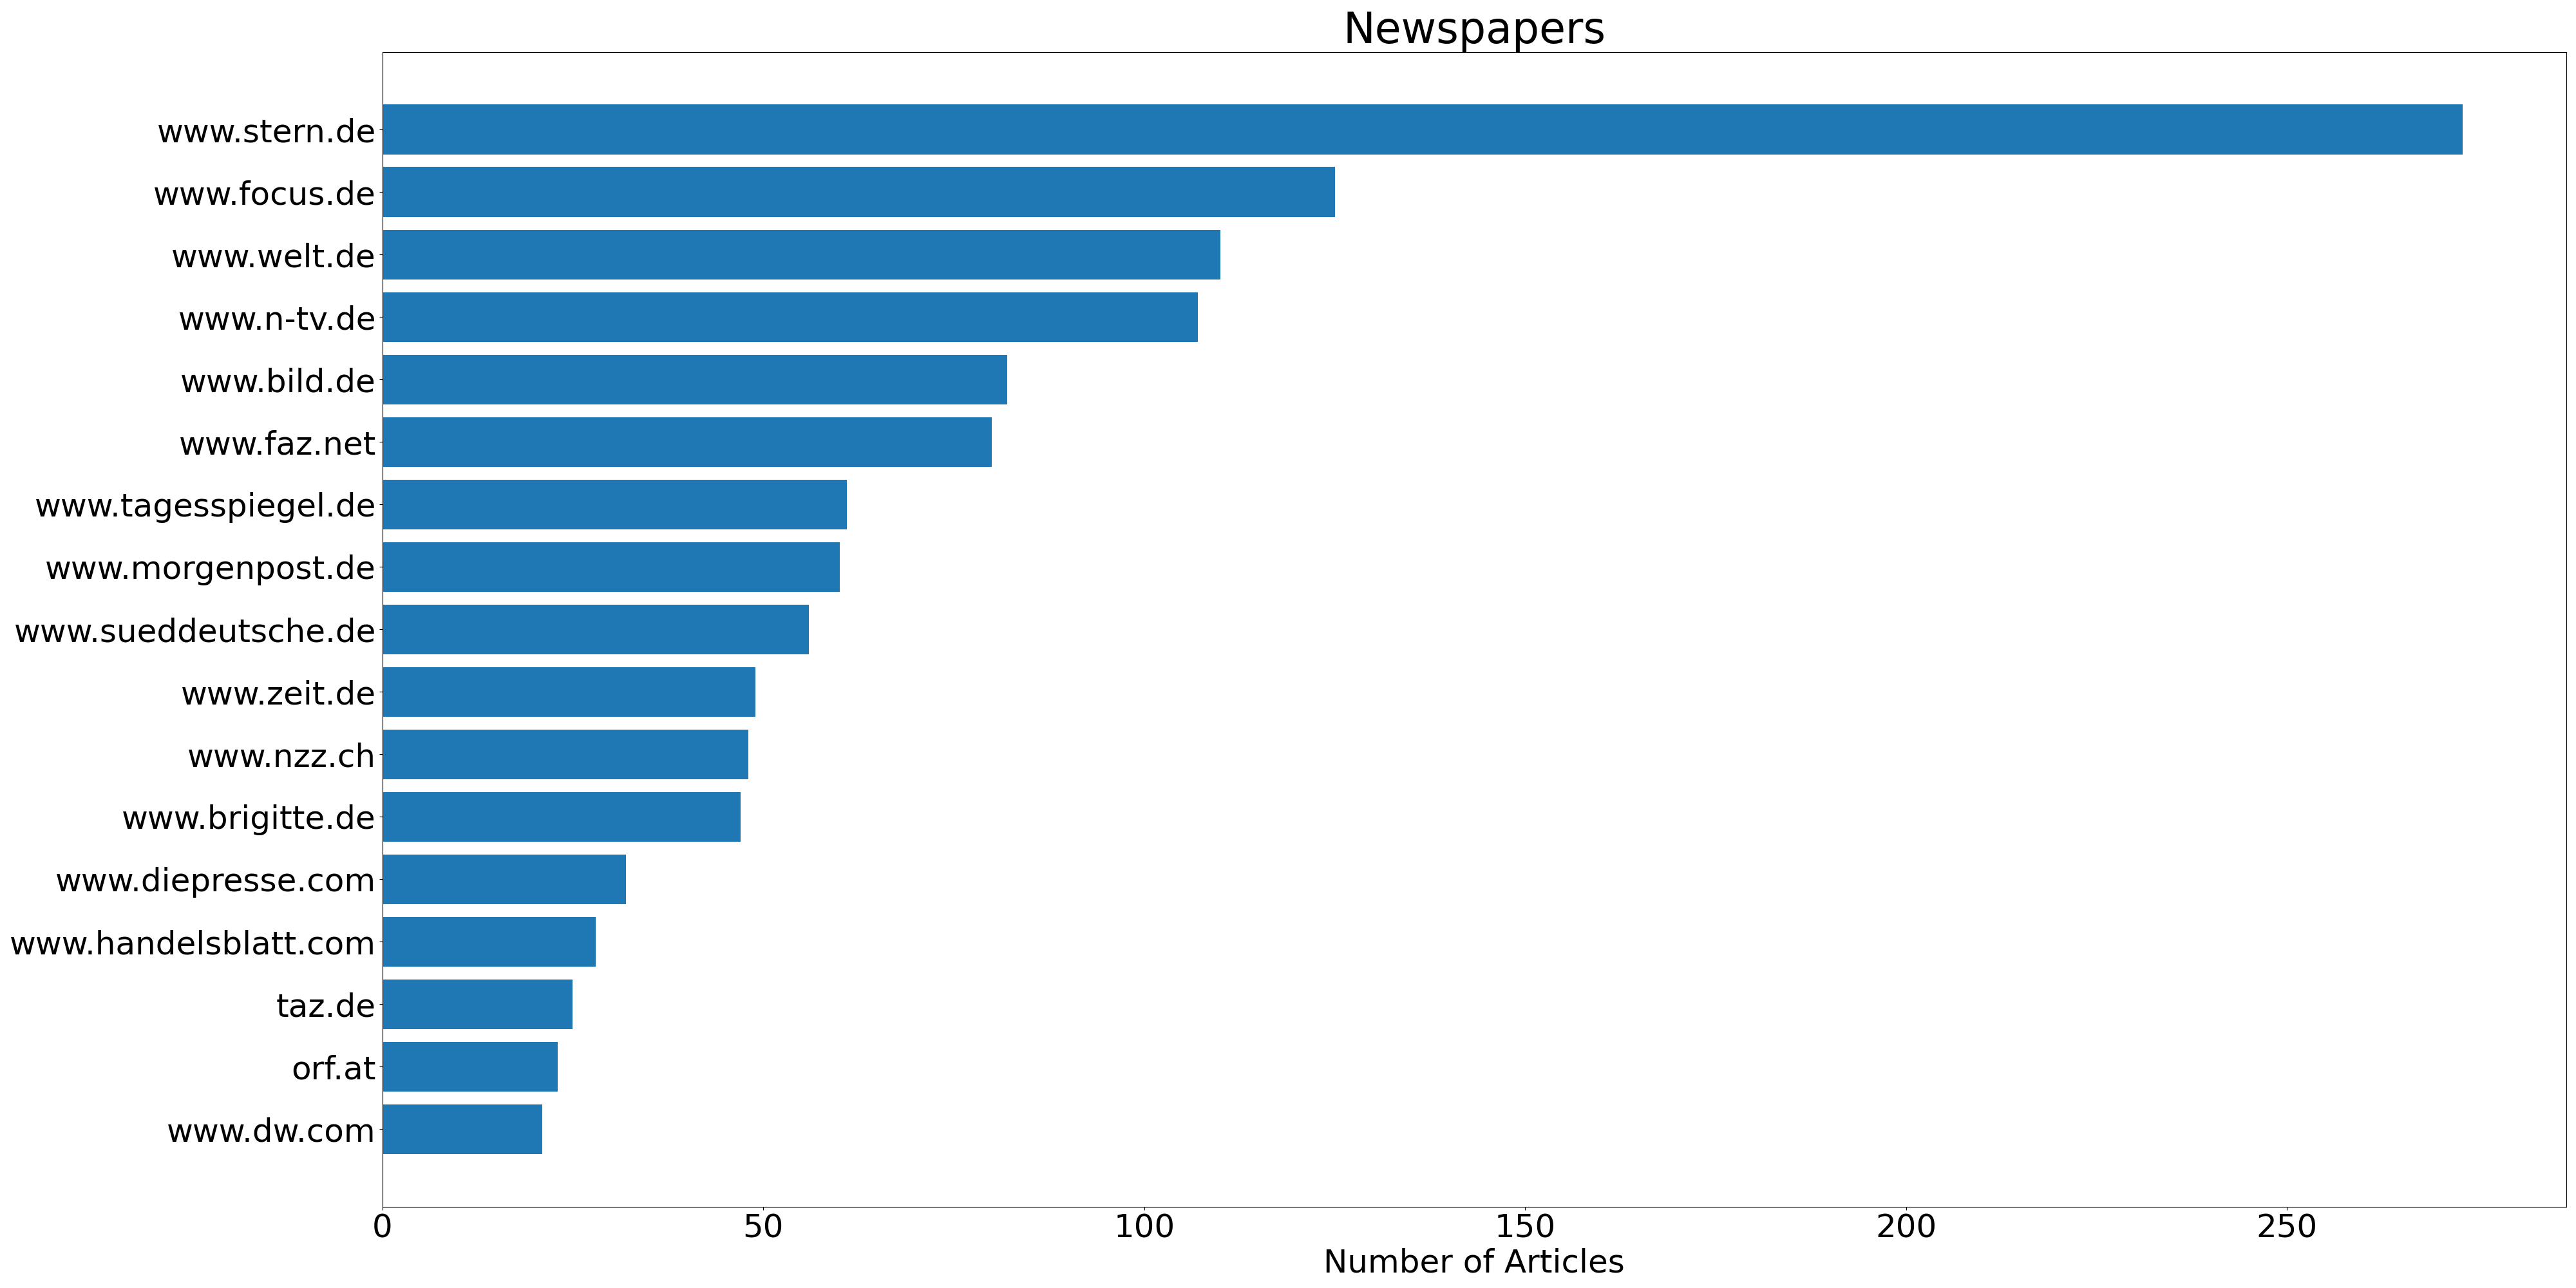 Newspapers
www.stern.de
www.focus.de
www.welt.de
www.n-tv.de
www.bild.de
www.faz.net
www.tagesspiegel.de
www.morgenpost.de
www.sueddeutsche.de
www.zeit.de
www.nzz.ch
www.brigitte.de
www.diepresse.com
www.handelsblatt.com
taz.de
orf.at
www.dw.com
0 50 100 150 200 250
Number of Articles